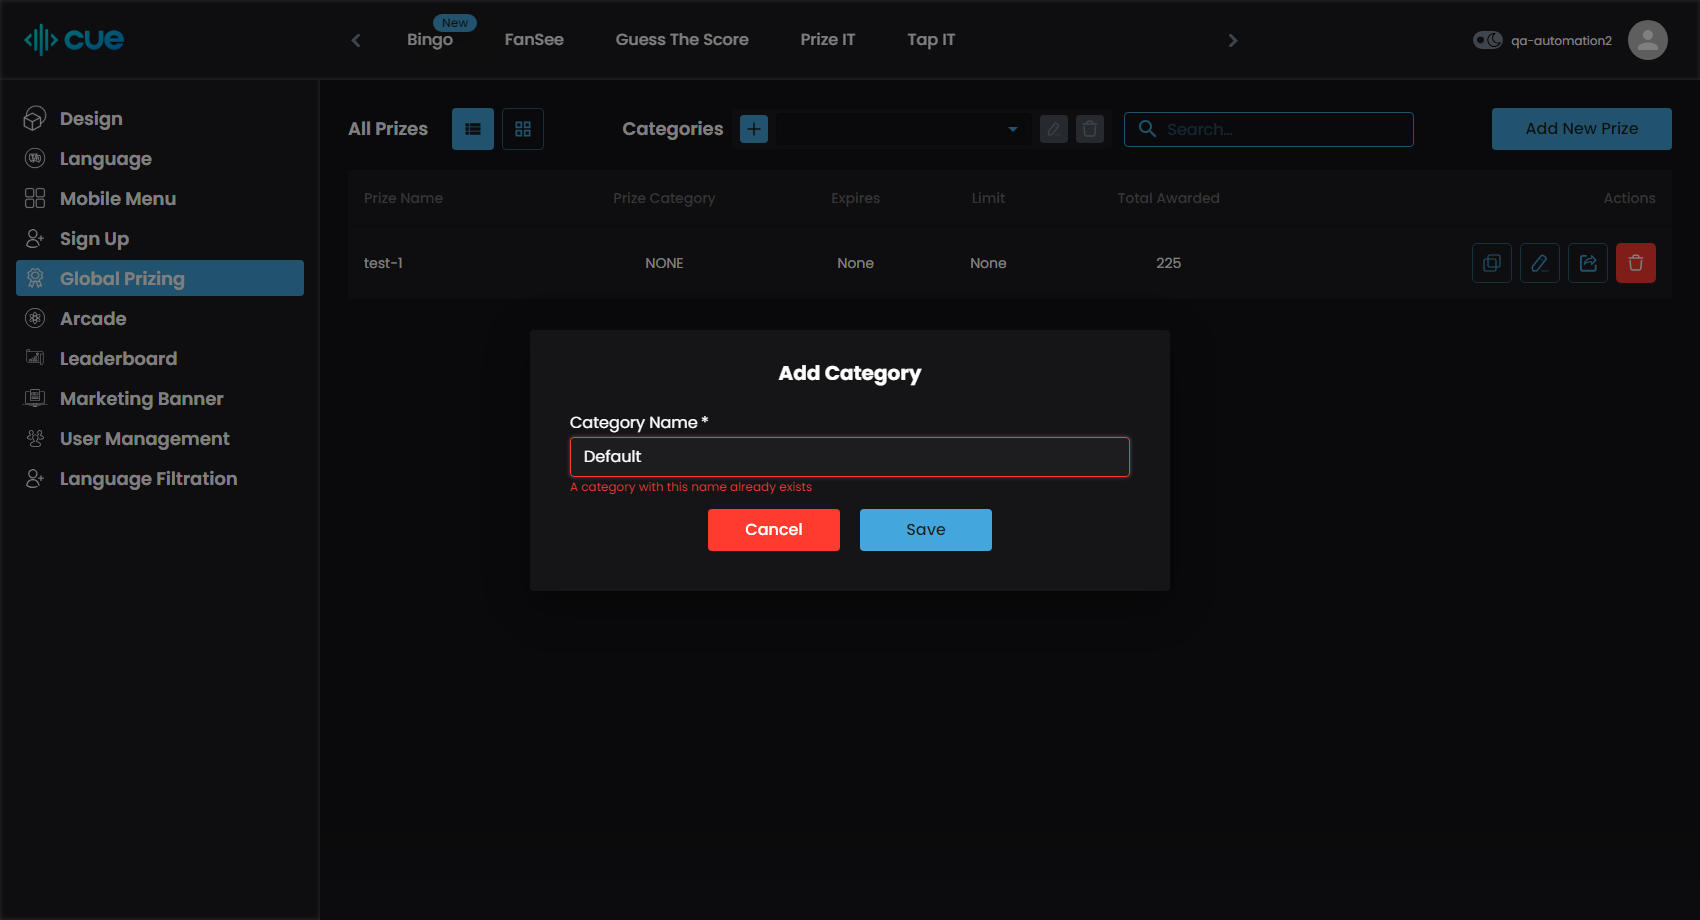 cue
Bingo
New
FanSee
Guess The Score
Prize IT
Tap IT
qa-automation2
Design
Language
Mobile Menu
Sign Up
Global Prizing
Arcade
Leaderboard
Marketing Banner
User Management
Language Filtration
All Prizes
Categories
Search...
Add New Prize
Prize Name Prize Category Expires Limit Total Awarded Actions
test-1 NONE None None 225
Add Category
Category Name *
Default
A category with this name already exists
Cancel
Save